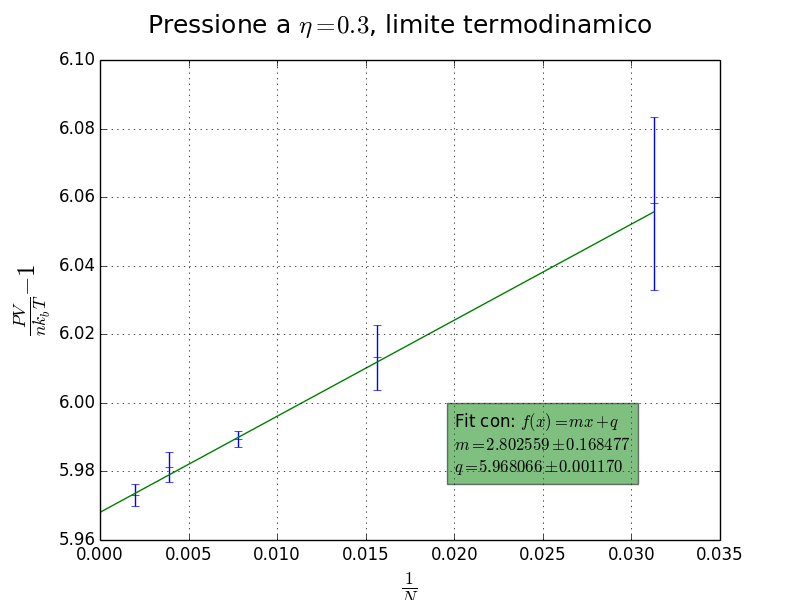 Pressione a η=0.3, limite termodinamico
6.10
6.08
6.06
6.04
6.02
6.00
5.98
5.96
PV/nk_bT −1
Fit con: f(x)=mx+q
m=2.802559±0.168477
q=5.968066±0.001170
0.000 0.005 0.010 0.015 0.020 0.025 0.030 0.035
1/N